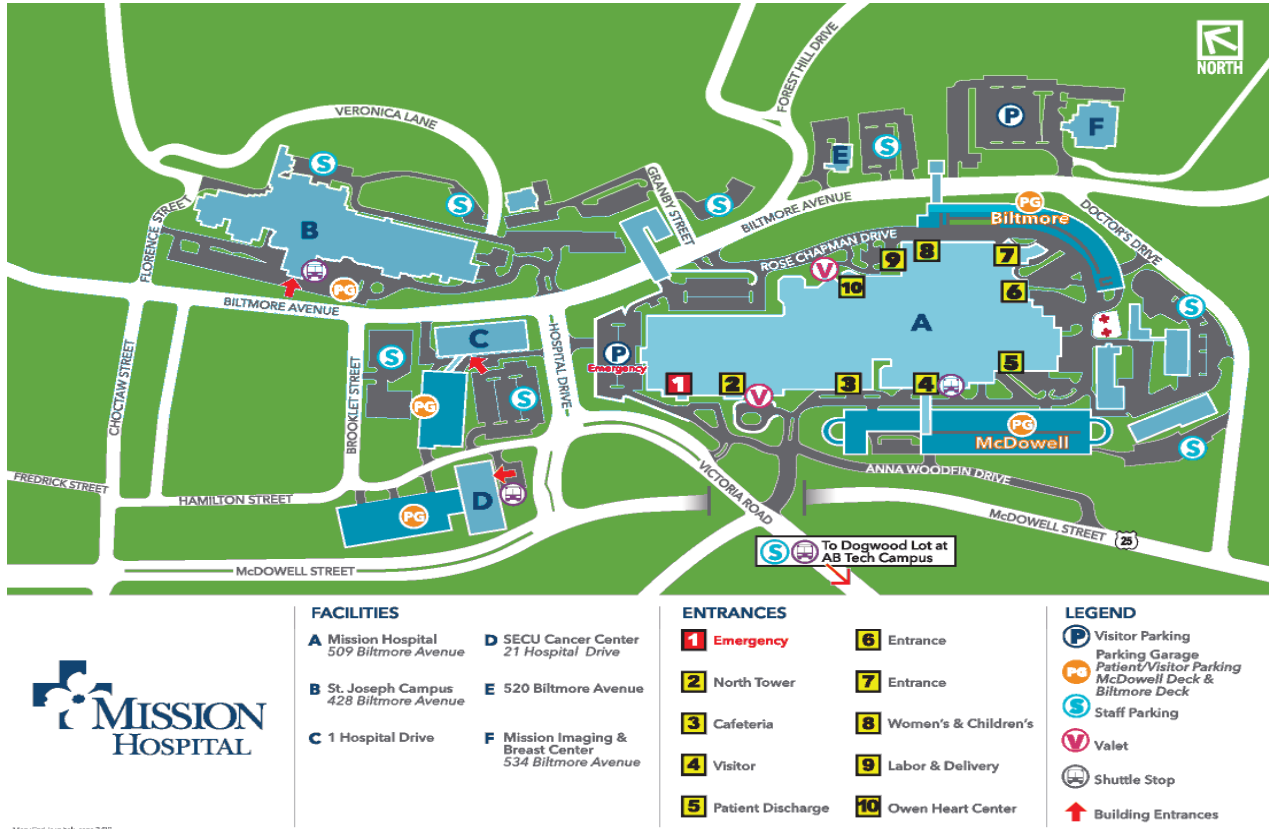 NORTH
FOREST HILL DRIVE
VERONICA LANE
P
F
S
E
S
S
GRANBY STREET
S
S
FLORENCE STREET
B
BILTMORE AVENUE
PG
Biltmore
DOCTOR'S DRIVE
ROSE CHAPMAN DRIVE
V
9
8
7
10
6
PG
BILTMORE AVENUE
A
S
HOSPITAL DRIVE
C
S
P
Emergency
CHOCTAW STREET
BROOKLET STREET
1
2
V
3
4
5
PG
S
PG
McDowell
S
FREDRICK STREET
HAMILTON STREET
D
PG
VICTORIA ROAD
ANNA WOODFIN DRIVE
McDOWELL STREET
25
S
To Dogwood Lot at
AB Tech Campus
McDOWELL STREET
MISSION
HOSPITAL
FACILITIES
A Mission Hospital
509 Biltmore Avenue
B St. Joseph Campus
428 Biltmore Avenue
C 1 Hospital Drive
D SECU Cancer Center
21 Hospital Drive
E 520 Biltmore Avenue
F Mission Imaging &
Breast Center
534 Biltmore Avenue
ENTRANCES
1 Emergency
2 North Tower
3 Cafeteria
4 Visitor
5 Patient Discharge
6 Entrance
7 Entrance
8 Women's & Children's
9 Labor & Delivery
10 Owen Heart Center
LEGEND
P Visitor Parking
PG Parking Garage
Patient/Visitor Parking
McDowell Deck &
Biltmore Deck
S Staff Parking
V Valet
Shuttle Stop
Building Entrances